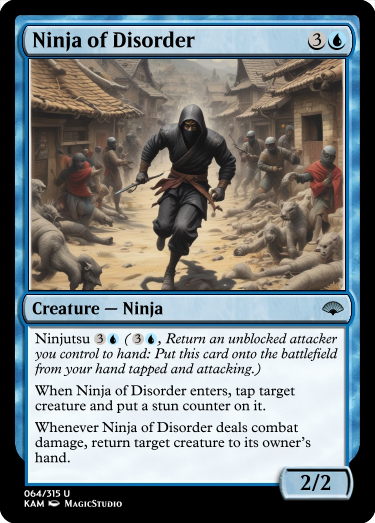 Ninja of Disorder 3
Creature — Ninja
Ninjutsu 3 ( 3 , Return an unblocked attacker
you control to hand: Put this card onto the battlefield
from your hand tapped and attacking.)
When Ninja of Disorder enters, tap target
creature and put a stun counter on it.
Whenever Ninja of Disorder deals combat
damage, return target creature to its owner's
hand.
2/2
064/315 U
KAM MagicStudio